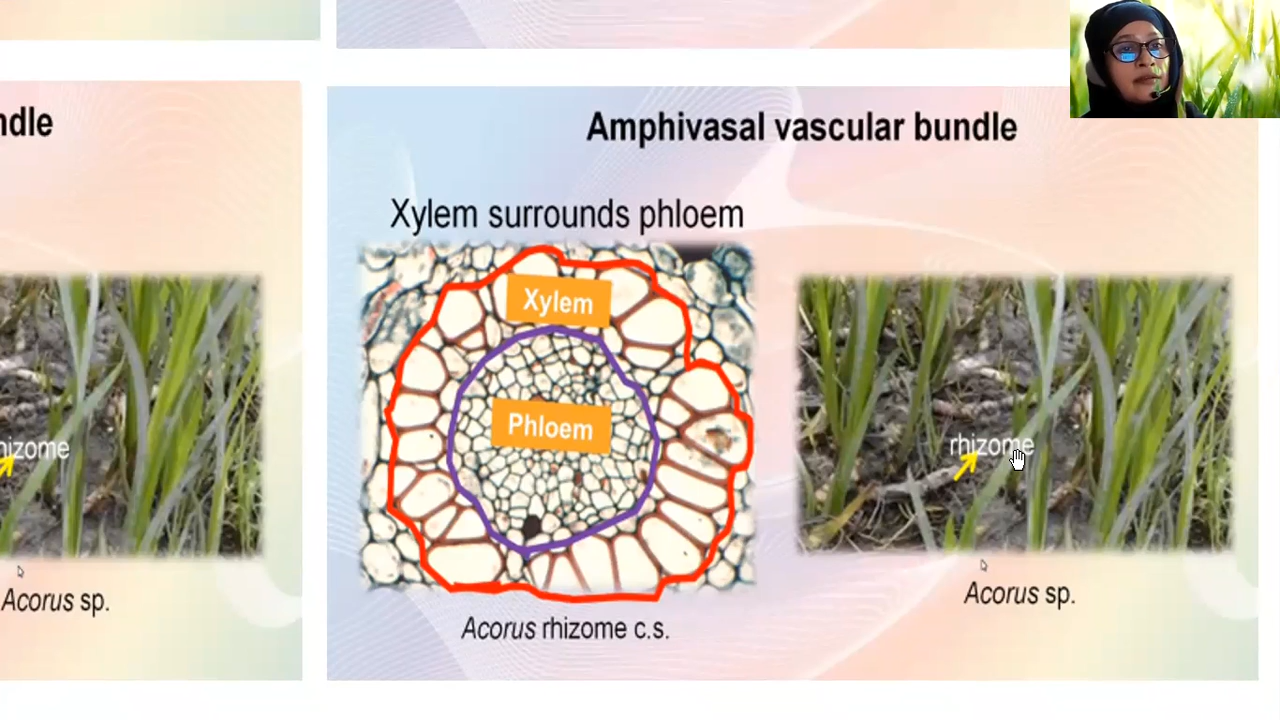 ndle
Amphivasal vascular bundle
Xylem surrounds phloem
Xylem
Phloem
rhizome
hizome
Acorus sp.
Acorus sp.
Acorus rhizome c.s.